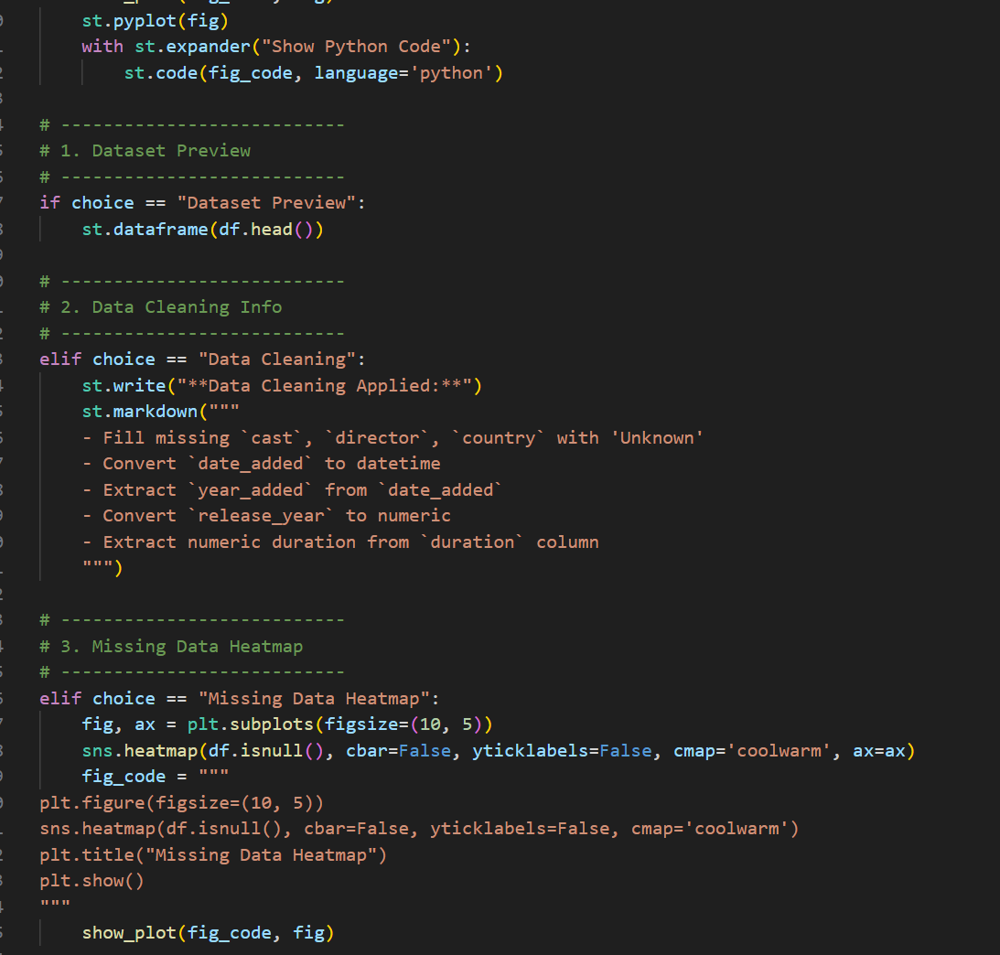 st.pyplot(fig)
with st.expander("Show Python Code"):
st.code(fig_code, language='python')
# ---------------------------
# 1. Dataset Preview
# ---------------------------
if choice == "Dataset Preview":
st.dataframe(df.head())
# ---------------------------
# 2. Data Cleaning Info
# ---------------------------
elif choice == "Data Cleaning":
st.write("**Data Cleaning Applied:**")
st.markdown("""
- Fill missing `cast`, `director`, `country` with 'Unknown'
- Convert `date_added` to datetime
- Extract `year_added` from `date_added`
- Convert `release_year` to numeric
- Extract numeric duration from `duration` column
""")
# ---------------------------
# 3. Missing Data Heatmap
# ---------------------------
elif choice == "Missing Data Heatmap":
fig, ax = plt.subplots(figsize=(10, 5))
sns.heatmap(df.isnull(), cbar=False, yticklabels=False, cmap='coolwarm', ax=ax)
fig_code = """
plt.figure(figsize=(10, 5))
sns.heatmap(df.isnull(), cbar=False, yticklabels=False, cmap='coolwarm')
plt.title("Missing Data Heatmap")
plt.show()
"""
show_plot(fig_code, fig)